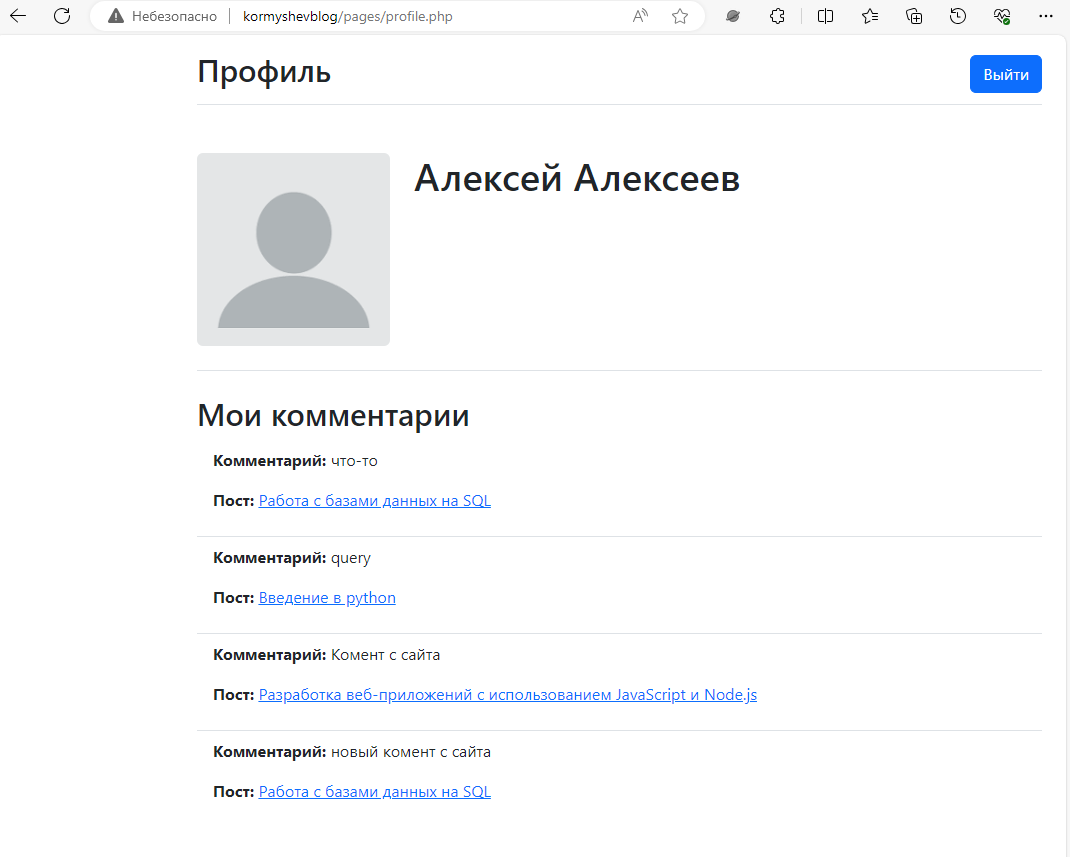 Небезопасно kormyshevblog/pages/profile.php
Профиль
Выйти
Алексей Алексеев
Мои комментарии
Комментарий: что-то
Пост: Работа с базами данных на SQL
Комментарий: query
Пост: Введение в python
Комментарий: Комент с сайта
Пост: Разработка веб-приложений с использованием JavaScript и Node.js
Комментарий: новый комент с сайта
Пост: Работа с базами данных на SQL